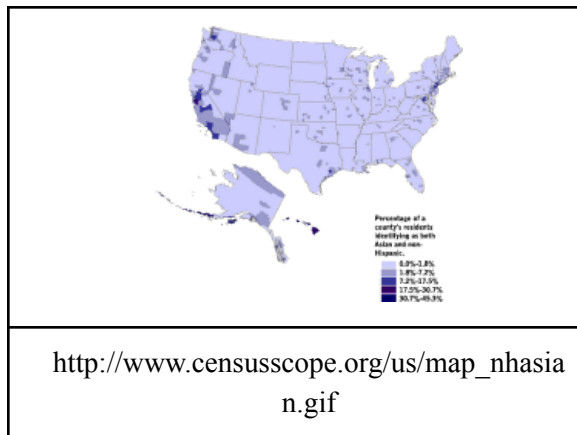 Percentage of a
county's residents
identifying as both
Asian and non-
Hispanic.
0.0%-1.8%
1.8%-7.2%
7.2%-17.5%
17.5%-30.7%
30.7%-45.3%
http://www.censusscope.org/us/map_nhasia
n.gif